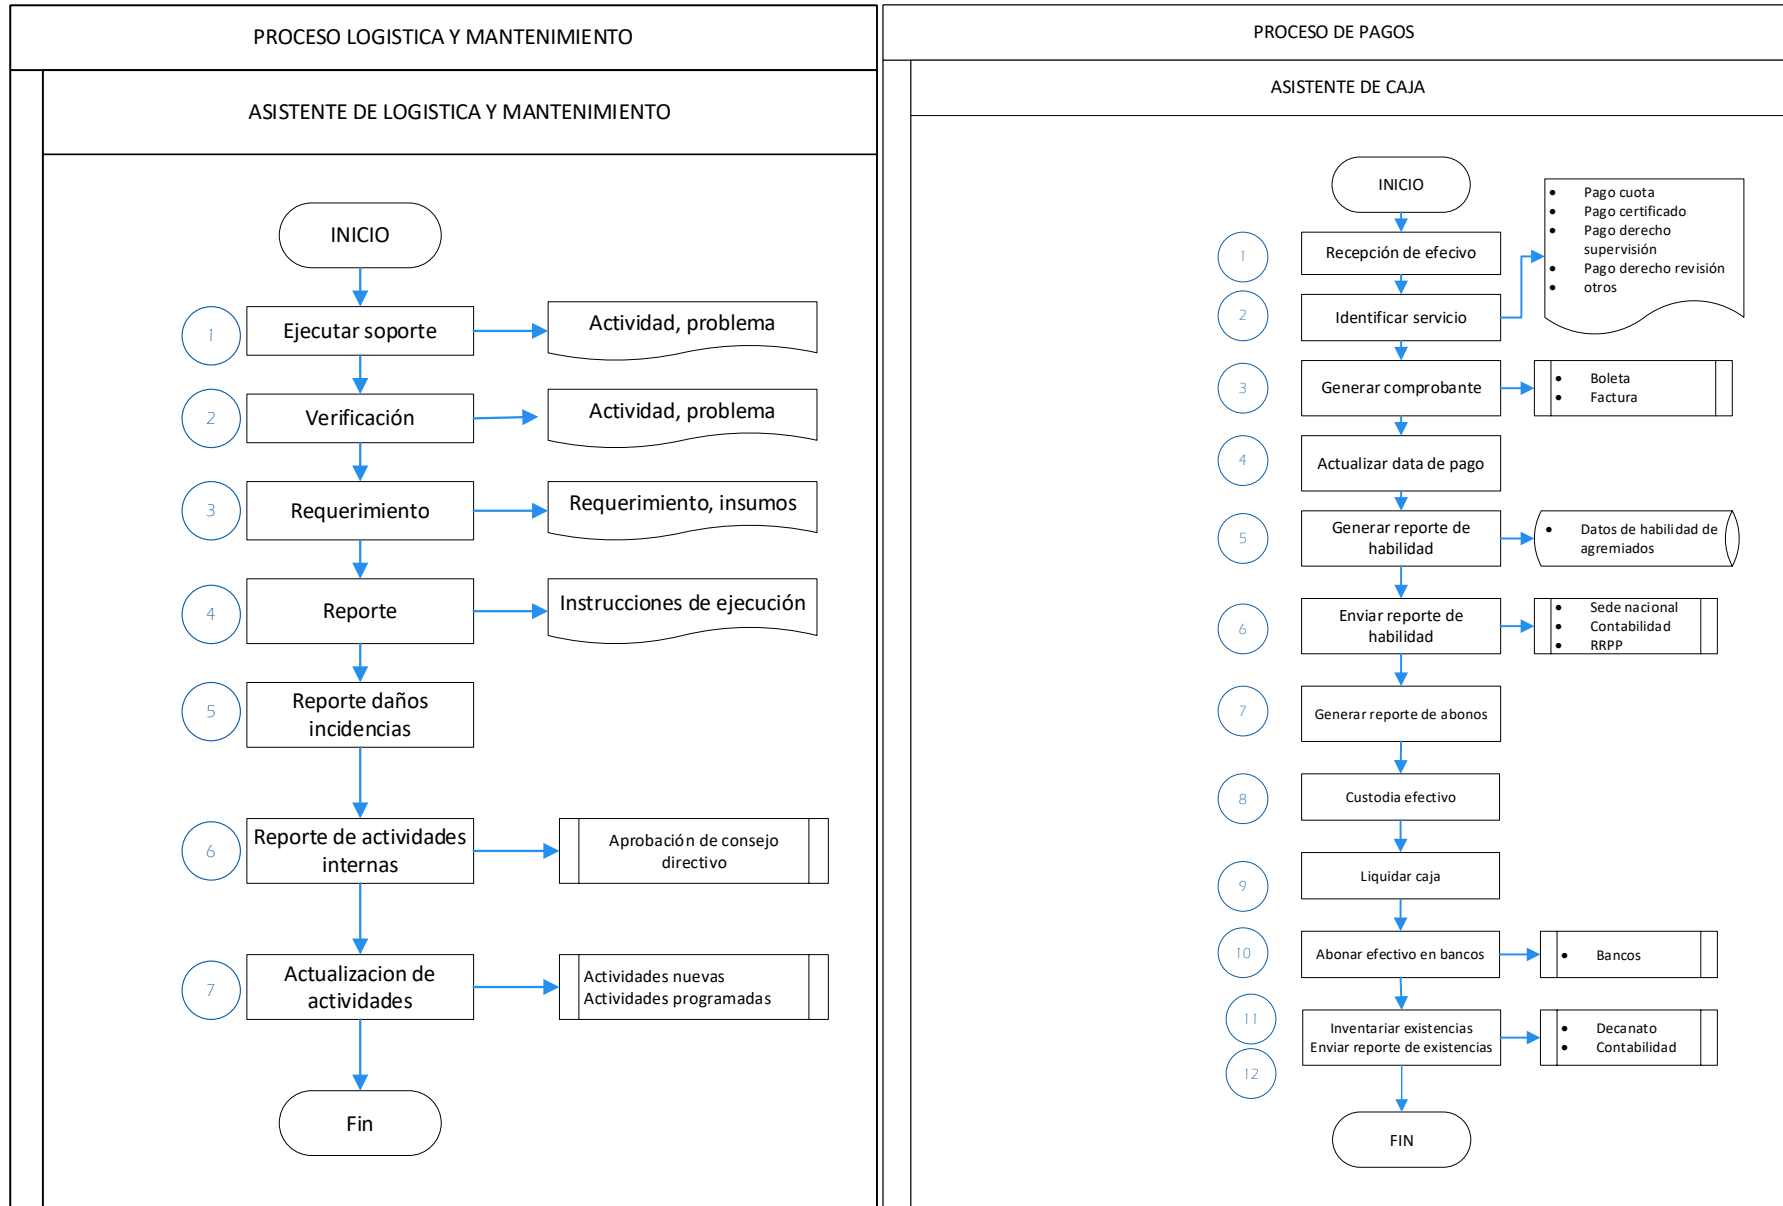 PROCESO LOGISTICA Y MANTENIMIENTO
ASISTENTE DE LOGISTICA Y MANTENIMIENTO
INICIO
1
Ejecutar soporte
Actividad, problema
2
Verificación
Actividad, problema
3
Requerimiento
Requerimiento, insumos
4
Reporte
Instrucciones de ejecución
5
Reporte daños
incidencias
6
Reporte de actividades
internas
Aprobación de consejo
directivo
7
Actualizacion de
actividades
Actividades nuevas
Actividades programadas
Fin
PROCESO DE PAGOS
ASISTENTE DE CAJA
INICIO
• Pago cuota
• Pago certificado
• Pago derecho
supervisión
• Pago derecho revisión
• otros
1
Recepción de efecivo
2
Identificar servicio
3
Generar comprobante
• Boleta
• Factura
4
Actualizar data de pago
5
Generar reporte de
habilidad
• Datos de habilidad de
agremiados
6
Enviar reporte de
habilidad
• Sede nacional
• Contabilidad
• RRPP
7
Generar reporte de abonos
8
Custodia efectivo
9
Liquidar caja
10
Abonar efectivo en bancos
• Bancos
11
Inventariar existencias
Enviar reporte de existencias
• Decanato
• Contabilidad
12
FIN